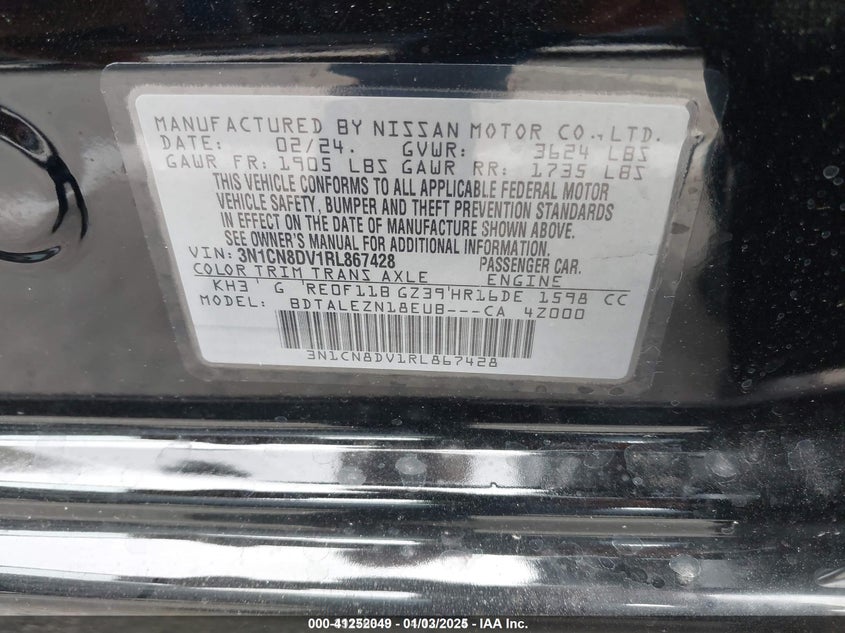 MANUFACTURED BY NISSAN MOTOR CO., LTD.
DATE: 02/24. GVWR: 3624 LBS
GAWR FR: 1905 LBS GAWR RR: 1735 LBS
THIS VEHICLE CONFORMS TO ALL APPLICABLE FEDERAL MOTOR
VEHICLE SAFETY, BUMPER AND THEFT PREVENTION STANDARDS
IN EFFECT ON THE DATE OF MANUFACTURE SHOWN ABOVE.
SEE OWNER'S MANUAL FOR ADDITIONAL INFORMATION.
VIN: 3N1CN8DV1RL867428 PASSENGER CAR.
COLOR TRIM TRANS AXLE ENGINE
KH3 G RE0F11B GZ39 HR16DE 1598 CC
MODEL: BDTALEZN18EUB---CA 4Z000
3N1CN8DV1RL867428
000-41252049 - 01/03/2025 - IAA Inc.